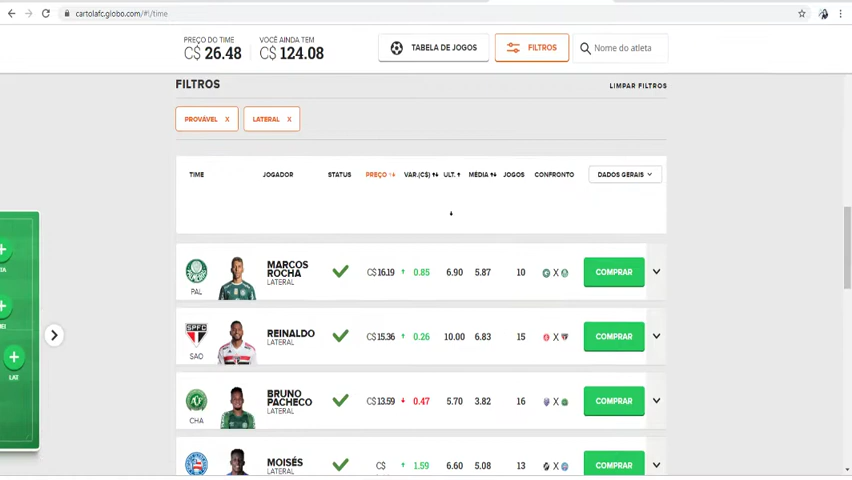 cartolafc.globo.com/#!/time
PREÇO DO TIME
C$ 26.48
VOCÊ AINDA TEM
C$ 124.08
TABELA DE JOGOS
FILTROS
Nome do atleta
FILTROS
LIMPAR FILTROS
PROVÁVEL X
LATERAL X
TIME JOGADOR STATUS PREÇO VAR.(C$) ULT. MÉDIA JOGOS CONFRONTO DADOS GERAIS
PAL
MARCOS ROCHA
LATERAL
C$ 16.19 0.85 6.90 5.87 10 X COMPRAR
SPFC
SAO
REINALDO
LATERAL
C$ 15.36 0.26 10.00 6.83 15 X COMPRAR
CHA
BRUNO PACHECO
LATERAL
C$ 13.59 0.47 5.70 3.82 16 X COMPRAR
MOISÉS
LATERAL
C$ 1.59 6.60 5.08 13 X COMPRAR
LAT